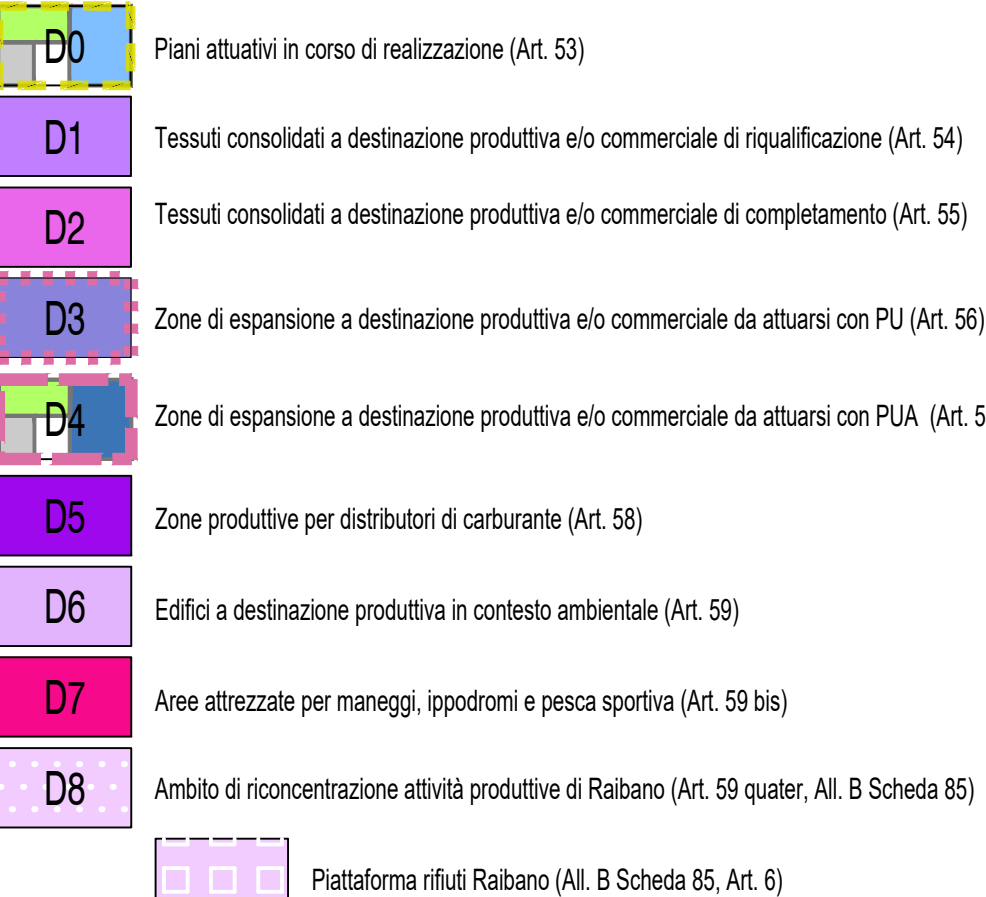 D0 Piani attuativi in corso di realizzazione (Art. 53)
D1 Tessuti consolidati a destinazione produttiva e/o commerciale di riqualificazione (Art. 54)
D2 Tessuti consolidati a destinazione produttiva e/o commerciale di completamento (Art. 55)
D3 Zone di espansione a destinazione produttiva e/o commerciale da attuarsi con PU (Art. 56)
D4 Zone di espansione a destinazione produttiva e/o commerciale da attuarsi con PUA (Art. 5
D5 Zone produttive per distributori di carburante (Art. 58)
D6 Edifici a destinazione produttiva in contesto ambientale (Art. 59)
D7 Aree attrezzate per maneggi, ippodromi e pesca sportiva (Art. 59 bis)
D8 Ambito di riconcentrazione attività produttive di Raibano (Art. 59 quater, All. B Scheda 85)
Piattaforma rifiuti Raibano (All. B Scheda 85, Art. 6)